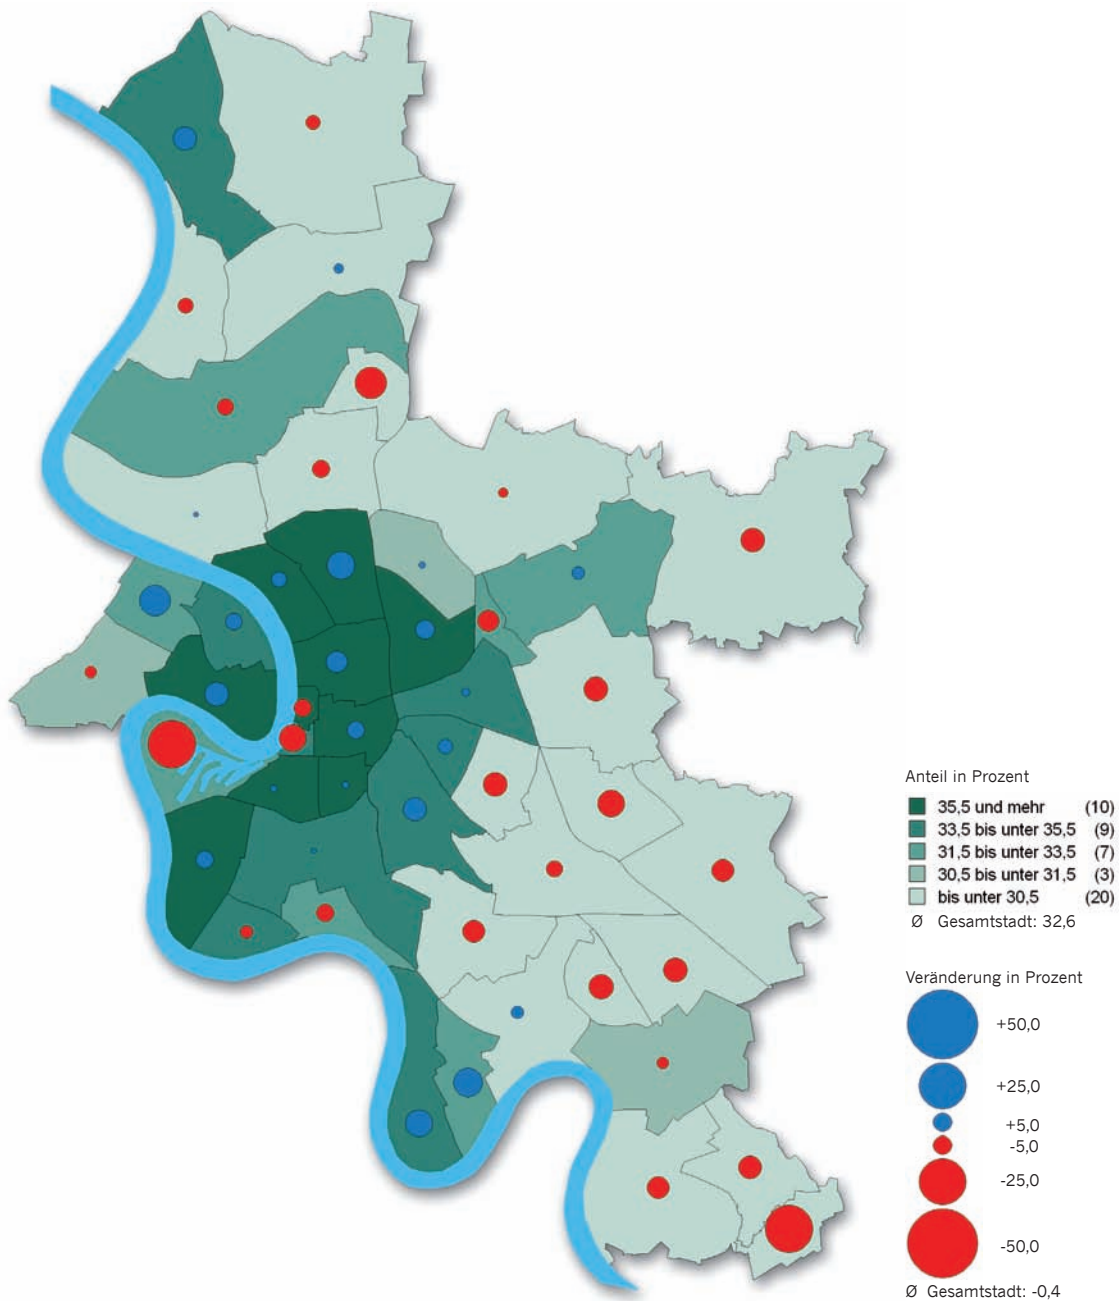 Anteil in Prozent
35,5 und mehr (10)
33,5 bis unter 35,5 (9)
31,5 bis unter 33,5 (7)
30,5 bis unter 31,5 (3)
bis unter 30,5 (20)
Ø Gesamtstadt: 32,6
Veränderung in Prozent
+50,0
+25,0
+5,0
-5,0
-25,0
-50,0
Ø Gesamtstadt: -0,4